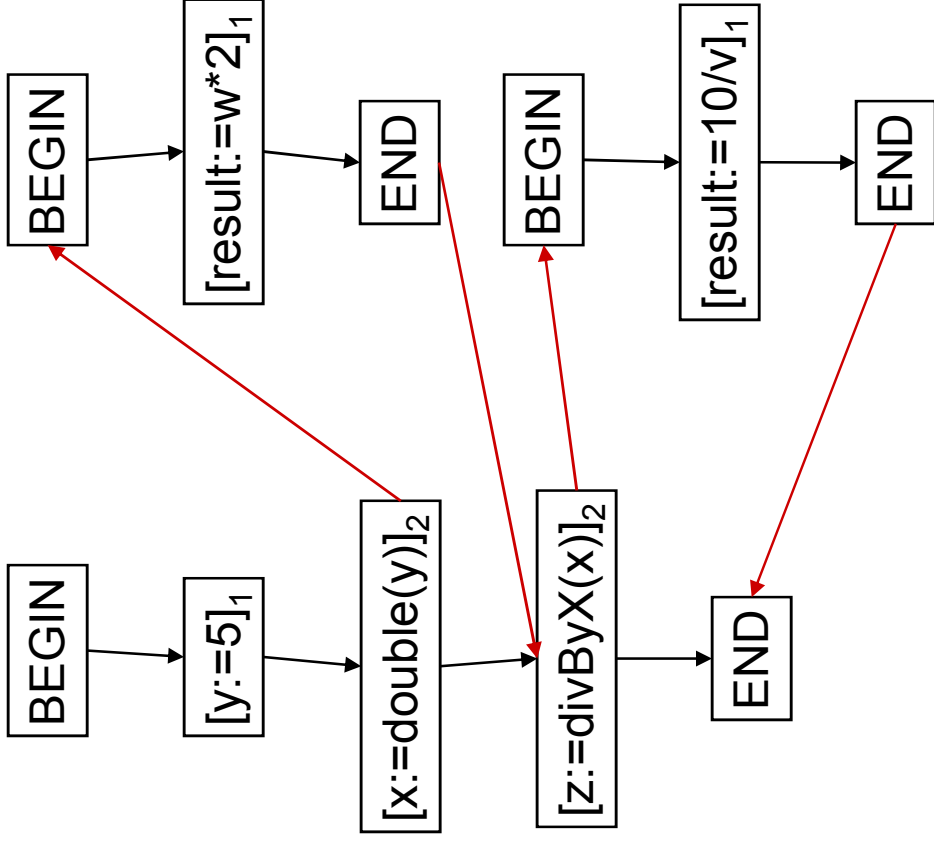 BEGIN
[y:=5]₁
[x:=double(y)]₂
[z:=divByX(x)]₂
END
BEGIN
[result:=w*2]₁
END
BEGIN
[result:=10/v]₁
END